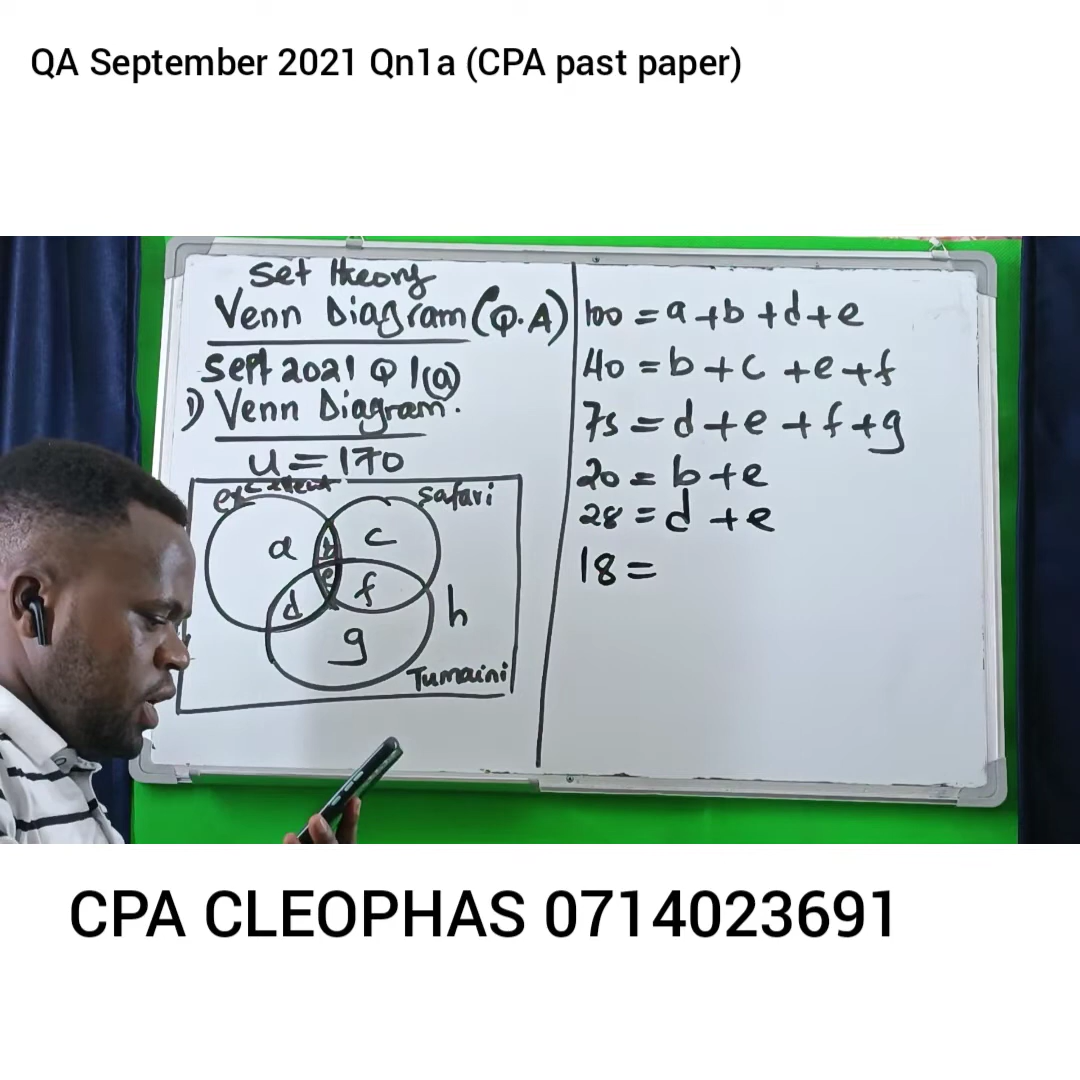 QA September 2021 Qn1a (CPA past paper)
Set theory
Venn Diagram (Q.A)
Sept 2021 Q 1(a)
1) Venn Diagram.
U = 170
Safari
a
b
c
e
f
d
h
g
Tumaini
100 = a + b + d + e
40 = b + c + e + f
75 = d + e + f + g
20 = b + e
28 = d + e
18 =
CPA CLEOPHAS 0714023691